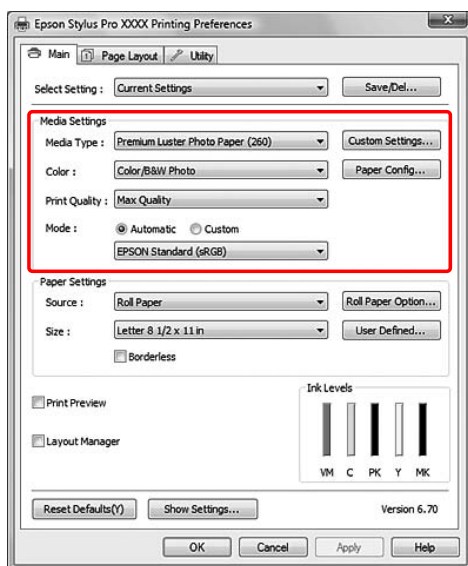 Epson Stylus Pro XXXX Printing Preferences
Main Page Layout Utility
Select Setting : Current Settings Save/Del...
Media Settings
Media Type : Premium Luster Photo Paper (260) Custom Settings...
Color : Color/B&W Photo Paper Config...
Print Quality : Max Quality
Mode : Automatic Custom
EPSON Standard (sRGB)
Paper Settings
Source : Roll Paper Roll Paper Option...
Size : Letter 8 1/2 x 11 in User Defined...
Borderless
Ink Levels
Print Preview
Layout Manager
VM C PK Y MK
Reset Defaults(Y) Show Settings... Version 6.70
OK Cancel Apply Help